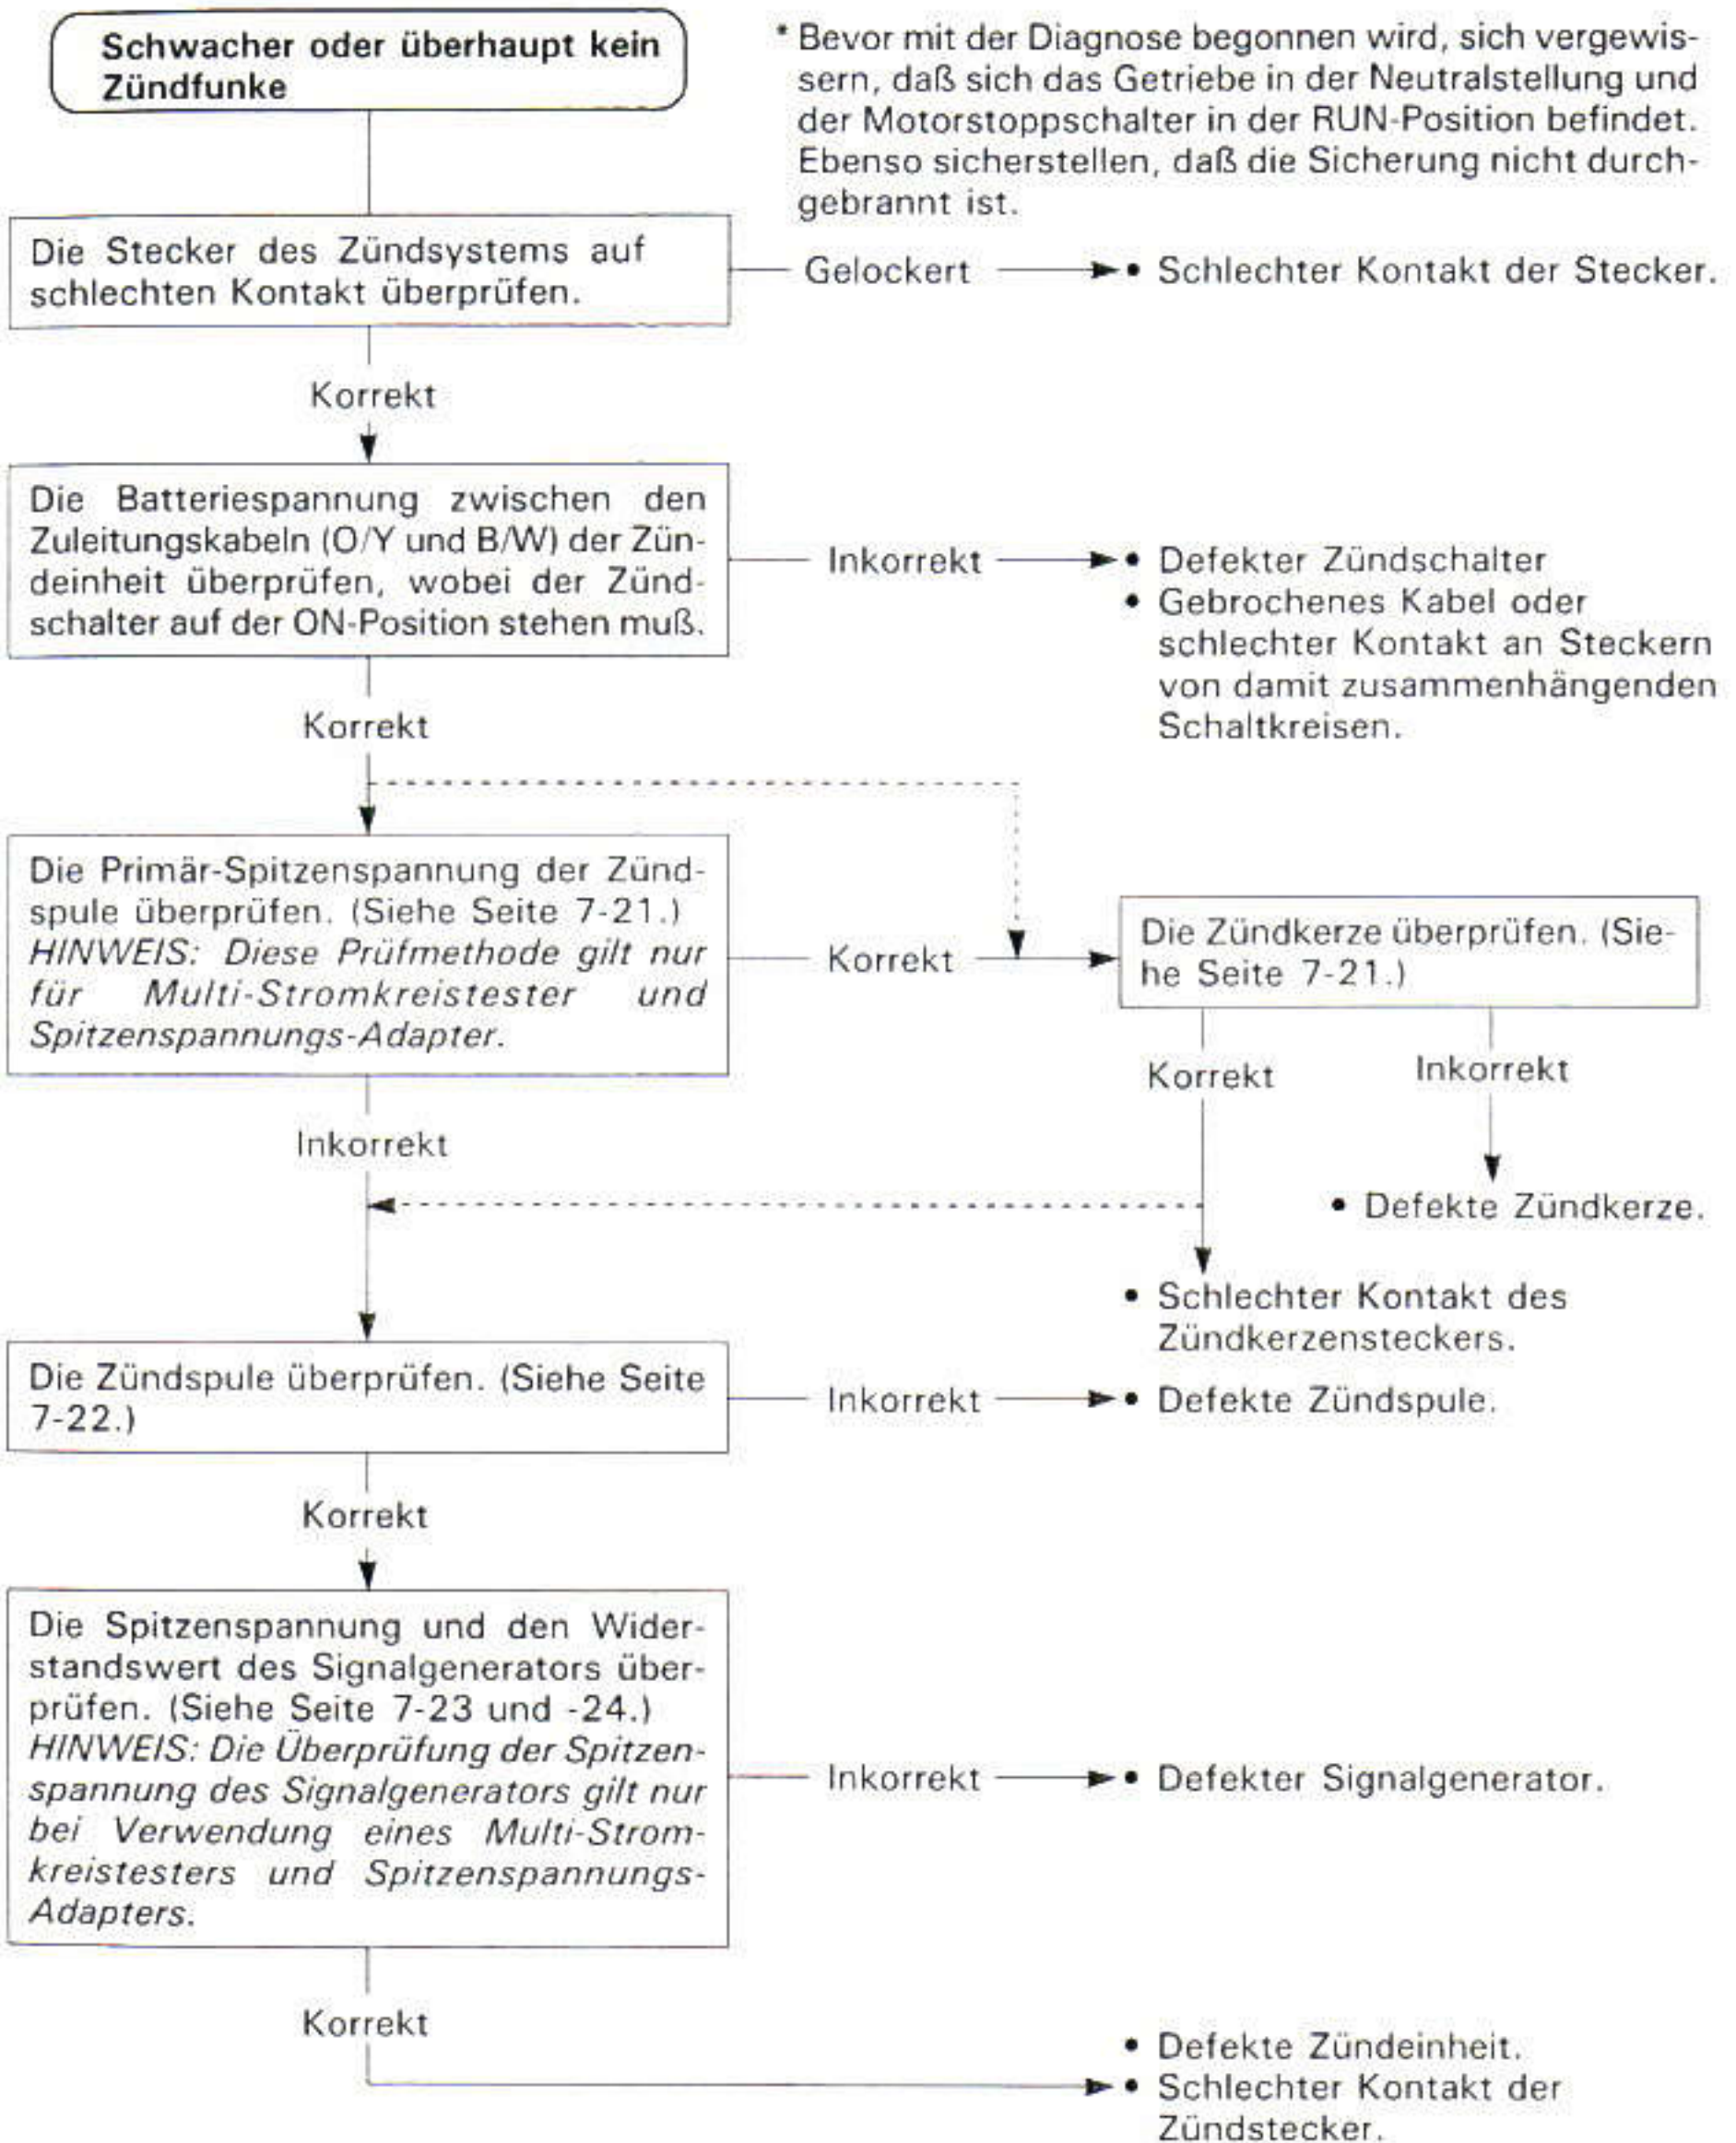 Schwacher oder überhaupt kein
Zündfunke
* Bevor mit der Diagnose begonnen wird, sich vergewis-
sern, daß sich das Getriebe in der Neutralstellung und
der Motorstoppschalter in der RUN-Position befindet.
Ebenso sicherstellen, daß die Sicherung nicht durch-
gebrannt ist.
Die Stecker des Zündsystems auf
schlechten Kontakt überprüfen.
Gelockert
• Schlechter Kontakt der Stecker.
Korrekt
Die Batteriespannung zwischen den
Zuleitungskabeln (O/Y und B/W) der Zün-
deinheit überprüfen, wobei der Zünd-
schalter auf der ON-Position stehen muß.
Inkorrekt
• Defekter Zündschalter
• Gebrochenes Kabel oder
schlechter Kontakt an Steckern
von damit zusammenhängenden
Schaltkreisen.
Korrekt
Die Primär-Spitzenspannung der Zünd-
spule überprüfen. (Siehe Seite 7-21.)
HINWEIS: Diese Prüfmethode gilt nur
für Multi-Stromkreistester und
Spitzenspannungs-Adapter.
Korrekt
Die Zündkerze überprüfen. (Sie-
he Seite 7-21.)
Korrekt
Inkorrekt
Inkorrekt
• Defekte Zündkerze.
• Schlechter Kontakt des
Zündkerzensteckers.
Die Zündspule überprüfen. (Siehe Seite
7-22.)
Inkorrekt
• Defekte Zündspule.
Korrekt
Die Spitzenspannung und den Wider-
standswert des Signalgenerators über-
prüfen. (Siehe Seite 7-23 und -24.)
HINWEIS: Die Überprüfung der Spitzen-
spannung des Signalgenerators gilt nur
bei Verwendung eines Multi-Strom-
kreistesters und Spitzenspannungs-
Adapters.
Inkorrekt
• Defekter Signalgenerator.
Korrekt
• Defekte Zündeinheit.
• Schlechter Kontakt der
Zündstecker.